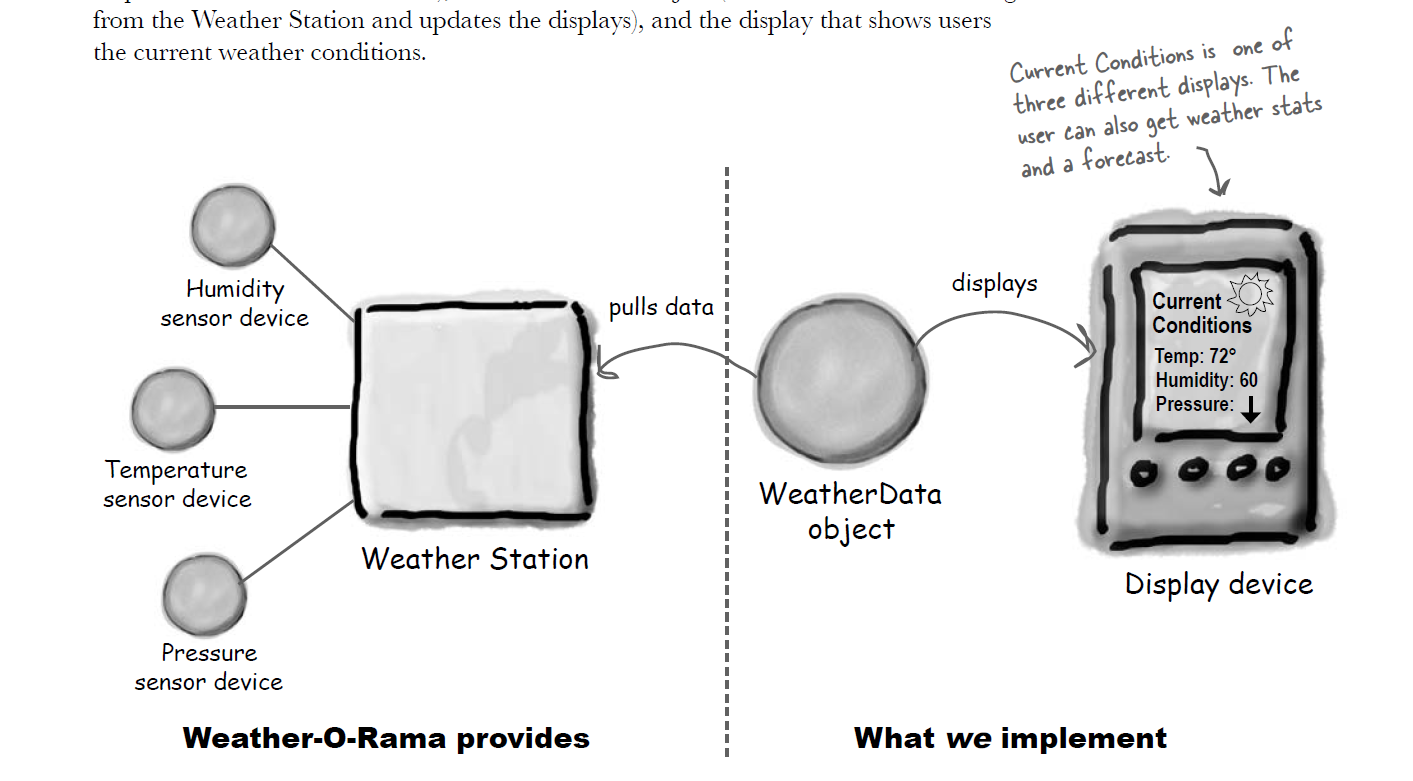 from the Weather Station and updates the displays), and the display that shows users
the current weather conditions.
Current Conditions is one of
three different displays. The
user can also get weather stats
and a forecast.
Humidity
sensor device
pulls data
displays
Current
Conditions
Temp: 72°
Humidity: 60
Pressure:
Temperature
sensor device
WeatherData
object
Weather Station
Display device
Pressure
sensor device
Weather-O-Rama provides
What we implement